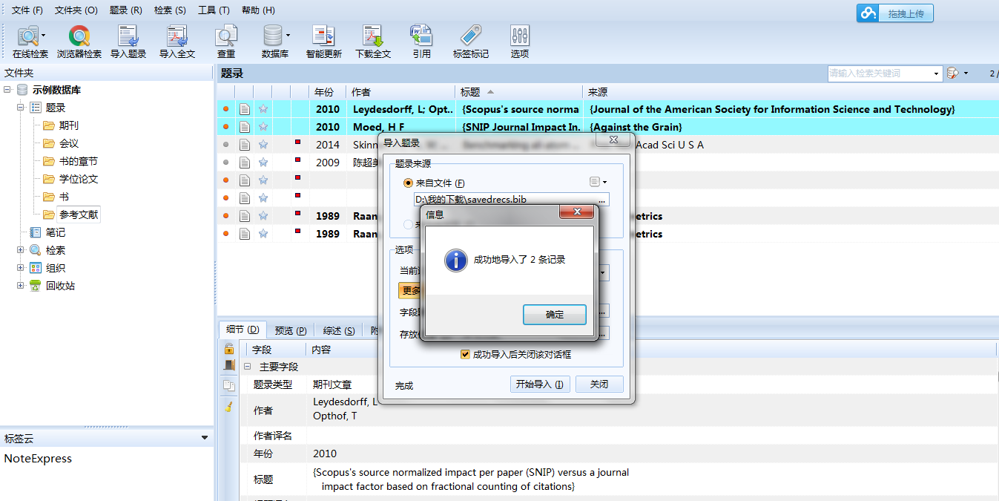 文件 (F) 文件夹 (O) 题录 (R) 检索 (S) 工具 (T) 帮助 (H)
拖拽上传
在线检索 浏览器检索 导入题录 导入全文 查重 数据库 智能更新 下载全文 引用 标签标记 选项
文件夹
题录
请输入检索关键词
2 /
示例数据库
题录
期刊
会议
书的章节
学位论文
书
参考文献
笔记
检索
组织
回收站
年份 作者 标题 来源
2010 Leydesdorff, L; Opt.. {Scopus's source norma {Journal of the American Society for Information Science and Technology}
2010 Moed, H F {SNIP Journal Impact In. {Against the Grain}
2014 Skinn Acad Sci U S A
2009 陈超美
1989 Raan etrics
1989 Raan etrics
导入题录
题录来源
来自文件 (F)
D:\我的下载\savedrecs.bib ...
选项
当前
更多
字段
存放
成功导入后关闭该对话框
完成
开始导入 (I)
关闭
信息
成功地导入了 2 条记录
确定
细节 (D) 预览 (P) 综述 (S) 附
字段 内容
主要字段
题录类型 期刊文章
作者 Leydesdorff, L
Opthof, T
作者译名
年份 2010
标题 {Scopus's source normalized impact per paper (SNIP) versus a journal
impact factor based on fractional counting of citations}
标签云
NoteExpress